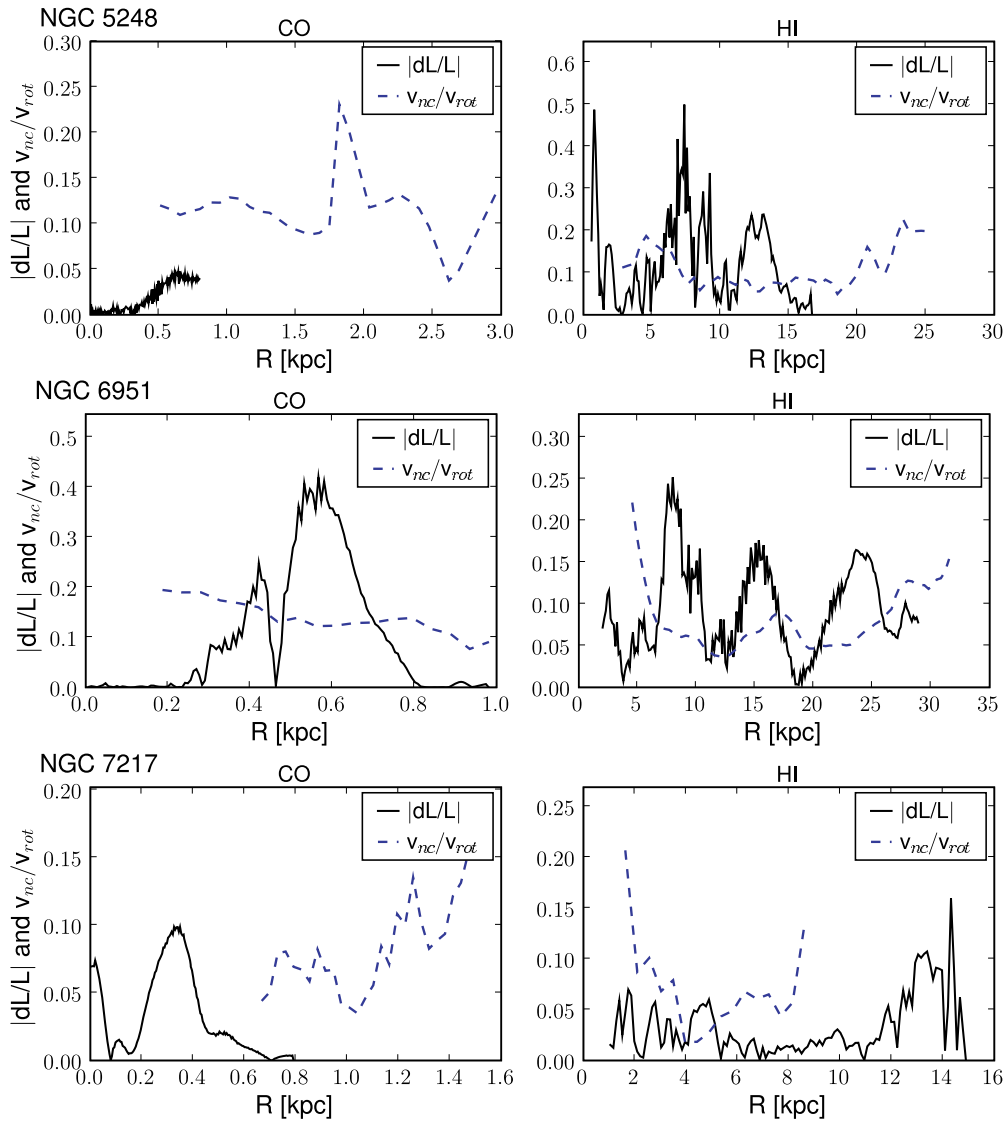 NGC 5248
CO
HI
|dL/L| and v_nc/v_rot
0.30
0.25
0.20
0.15
0.10
0.05
0.00
|dL/L|
v_nc/v_rot
0.0 0.5 1.0 1.5 2.0 2.5 3.0
R [kpc]
0.6
0.5
0.4
0.3
0.2
0.1
0.0
|dL/L|
v_nc/v_rot
0 5 10 15 20 25 30
R [kpc]
NGC 6951
CO
HI
|dL/L| and v_nc/v_rot
0.5
0.4
0.3
0.2
0.1
0.0
|dL/L|
v_nc/v_rot
0.0 0.2 0.4 0.6 0.8 1.0
R [kpc]
0.30
0.25
0.20
0.15
0.10
0.05
0.00
|dL/L|
v_nc/v_rot
0 5 10 15 20 25 30 35
R [kpc]
NGC 7217
CO
HI
|dL/L| and v_nc/v_rot
0.20
0.15
0.10
0.05
0.00
|dL/L|
v_nc/v_rot
0.0 0.2 0.4 0.6 0.8 1.0 1.2 1.4 1.6
R [kpc]
0.25
0.20
0.15
0.10
0.05
0.00
|dL/L|
v_nc/v_rot
0 2 4 6 8 10 12 14 16
R [kpc]